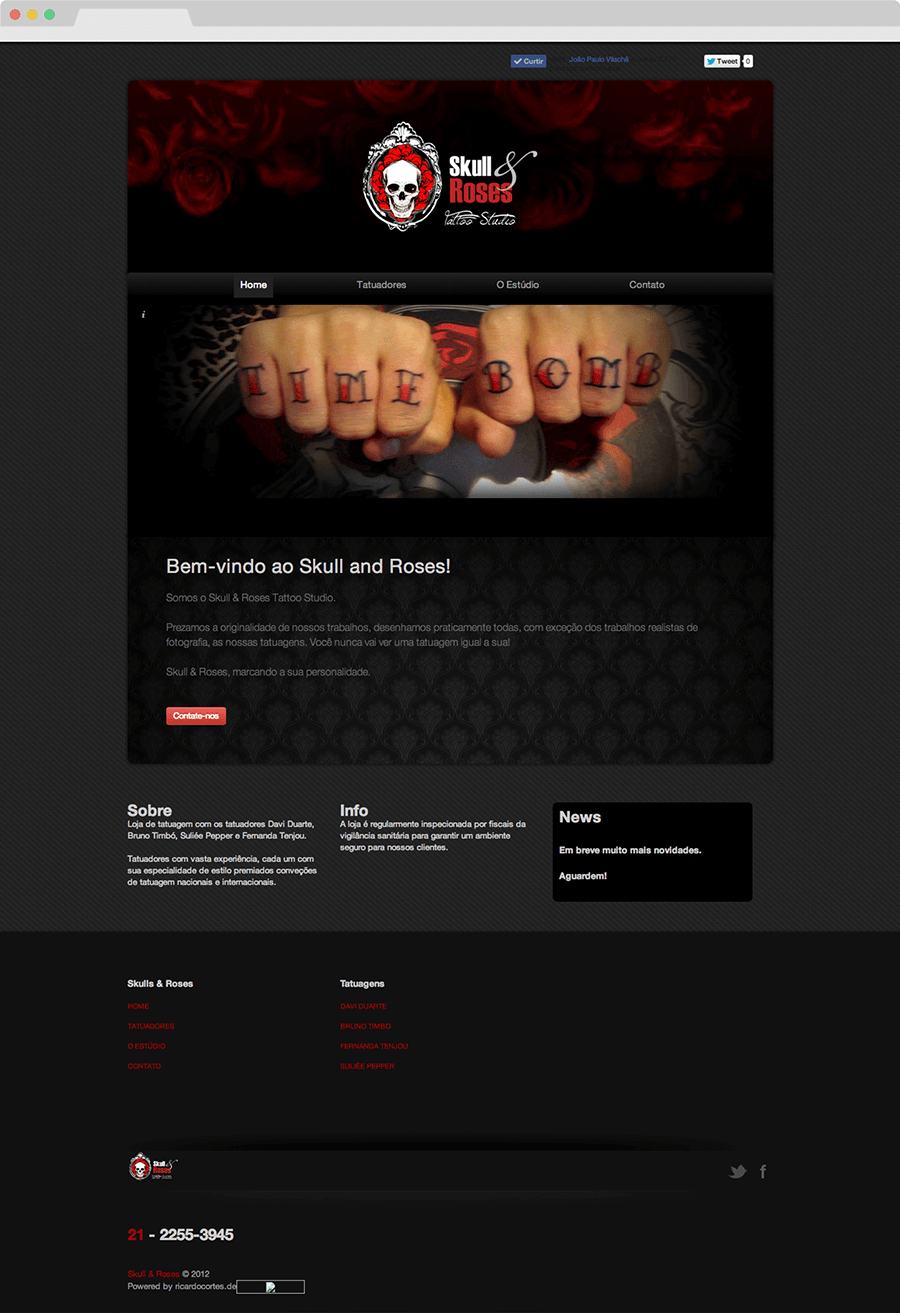 Curtir
João Paulo Vilachã
Tweet
0
Skull &
Roses
Tattoo Studio
Home
Tatuadores
O Estúdio
Contato
i
TIME BOMB
Bem-vindo ao Skull and Roses!
Somos o Skull & Roses Tattoo Studio.
Prezamos a originalidade de nossos trabalhos, desenhamos praticamente todas, com exceção dos trabalhos realistas de
fotografia, as nossas tatuagens. Você nunca vai ver uma tatuagem igual a sua!
Skull & Roses, marcando a sua personalidade.
Contate-nos
Sobre
Loja de tatuagem com os tatuadores Davi Duarte,
Bruno Timbó, Suliée Pepper e Fernanda Tenjou.
Tatuadores com vasta experiência, cada um com
sua especialidade de estilo premiados conveções
de tatuagem nacionais e internacionais.
Info
A loja é regularmente inspecionada por fiscais da
vigilância sanitária para garantir um ambiente
seguro para nossos clientes.
News
Em breve muito mais novidades.
Aguardem!
Skulls & Roses
HOME
TATUADORES
O ESTÚDIO
CONTATO
Tatuagens
DAVI DUARTE
BRUNO TIMBÓ
FERNANDA TENJOU
SULIÉE PEPPER
Skull &
Roses
21 - 2255-3945
Skull & Roses © 2012
Powered by ricardocortes.de